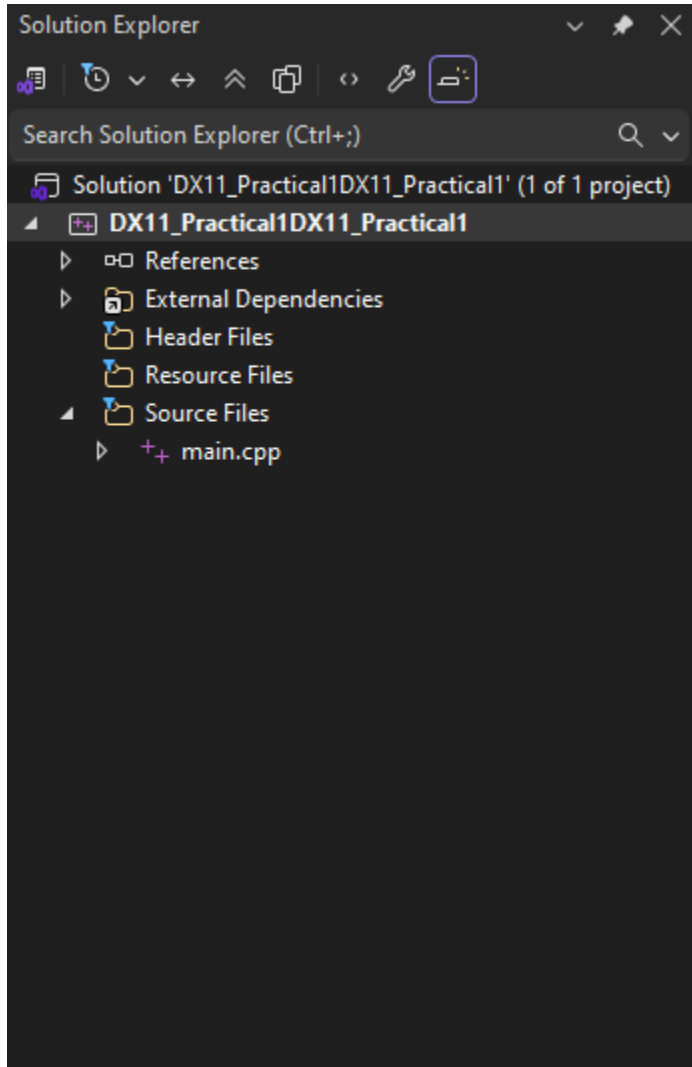 Solution Explorer
Search Solution Explorer (Ctrl+;)
Solution 'DX11_Practical1DX11_Practical1' (1 of 1 project)
DX11_Practical1DX11_Practical1
References
External Dependencies
Header Files
Resource Files
Source Files
main.cpp